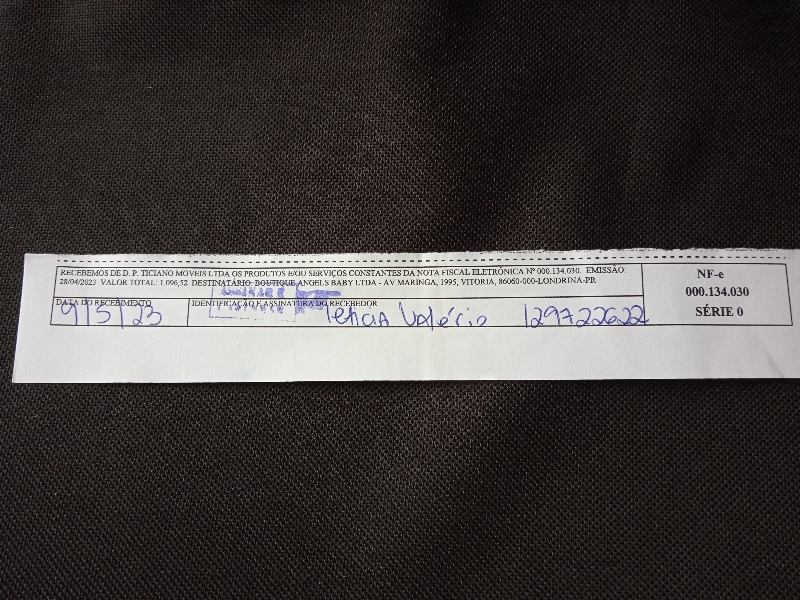 RECEBEMOS DE D. P. TICIANO MOVEIS LTDA OS PRODUTOS E/OU SERVIÇOS CONSTANTES DA NOTA FISCAL ELETRÔNICA Nº 000.134.030. EMISSÃO:
28/04/2023 VALOR TOTAL: 1.096,52 DESTINATÁRIO: BOUTIQUE ANGELS BABY LTDA - AV MARINGA, 1995, VITORIA, 86060-000-LONDRINA-PR
DATA DO RECEBIMENTO
9/5/23
IDENTIFICAÇÃO E ASSINATURA DO RECEBEDOR
Valério 129722622
NF-e
000.134.030
SÉRIE 0